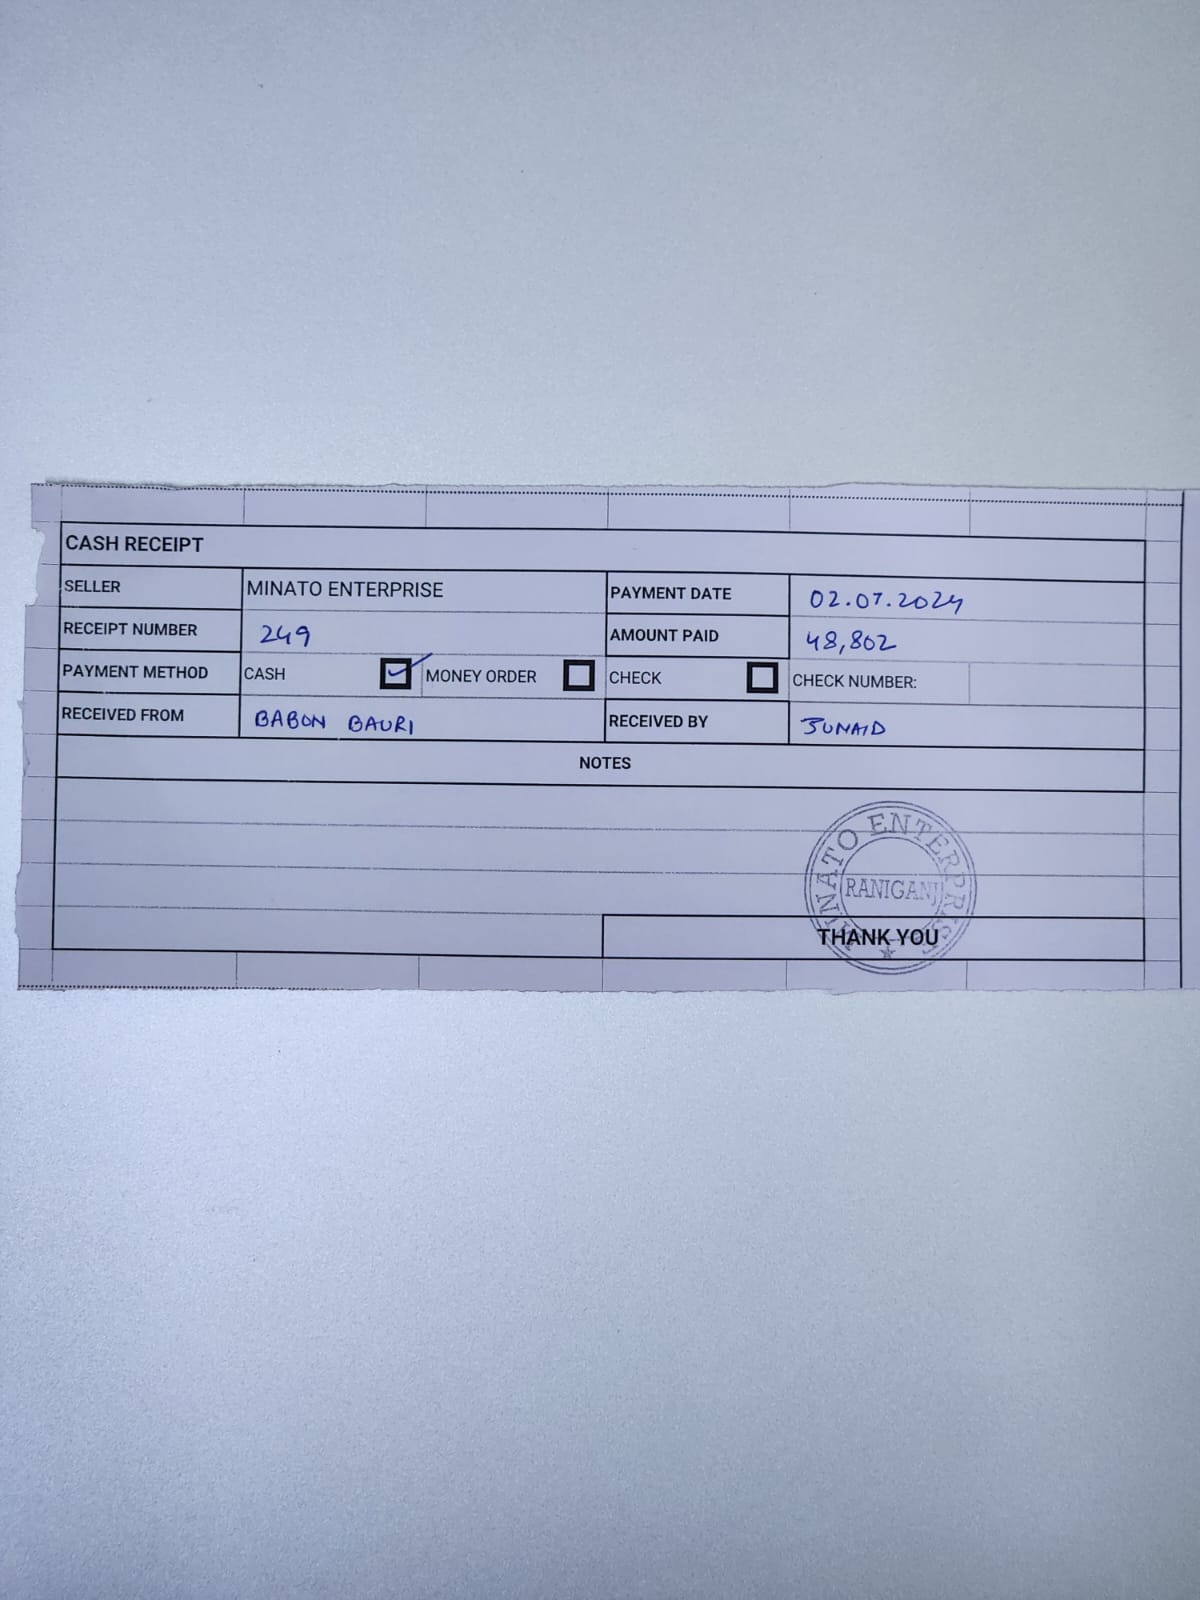 CASH RECEIPT
SELLER MINATO ENTERPRISE PAYMENT DATE 02.07.2024
RECEIPT NUMBER 249 AMOUNT PAID 48,802
PAYMENT METHOD CASH MONEY ORDER CHECK CHECK NUMBER:
RECEIVED FROM BABON BAURI RECEIVED BY JUNAID
NOTES
MINATO ENTERPRISE
RANIGANJ
THANK YOU